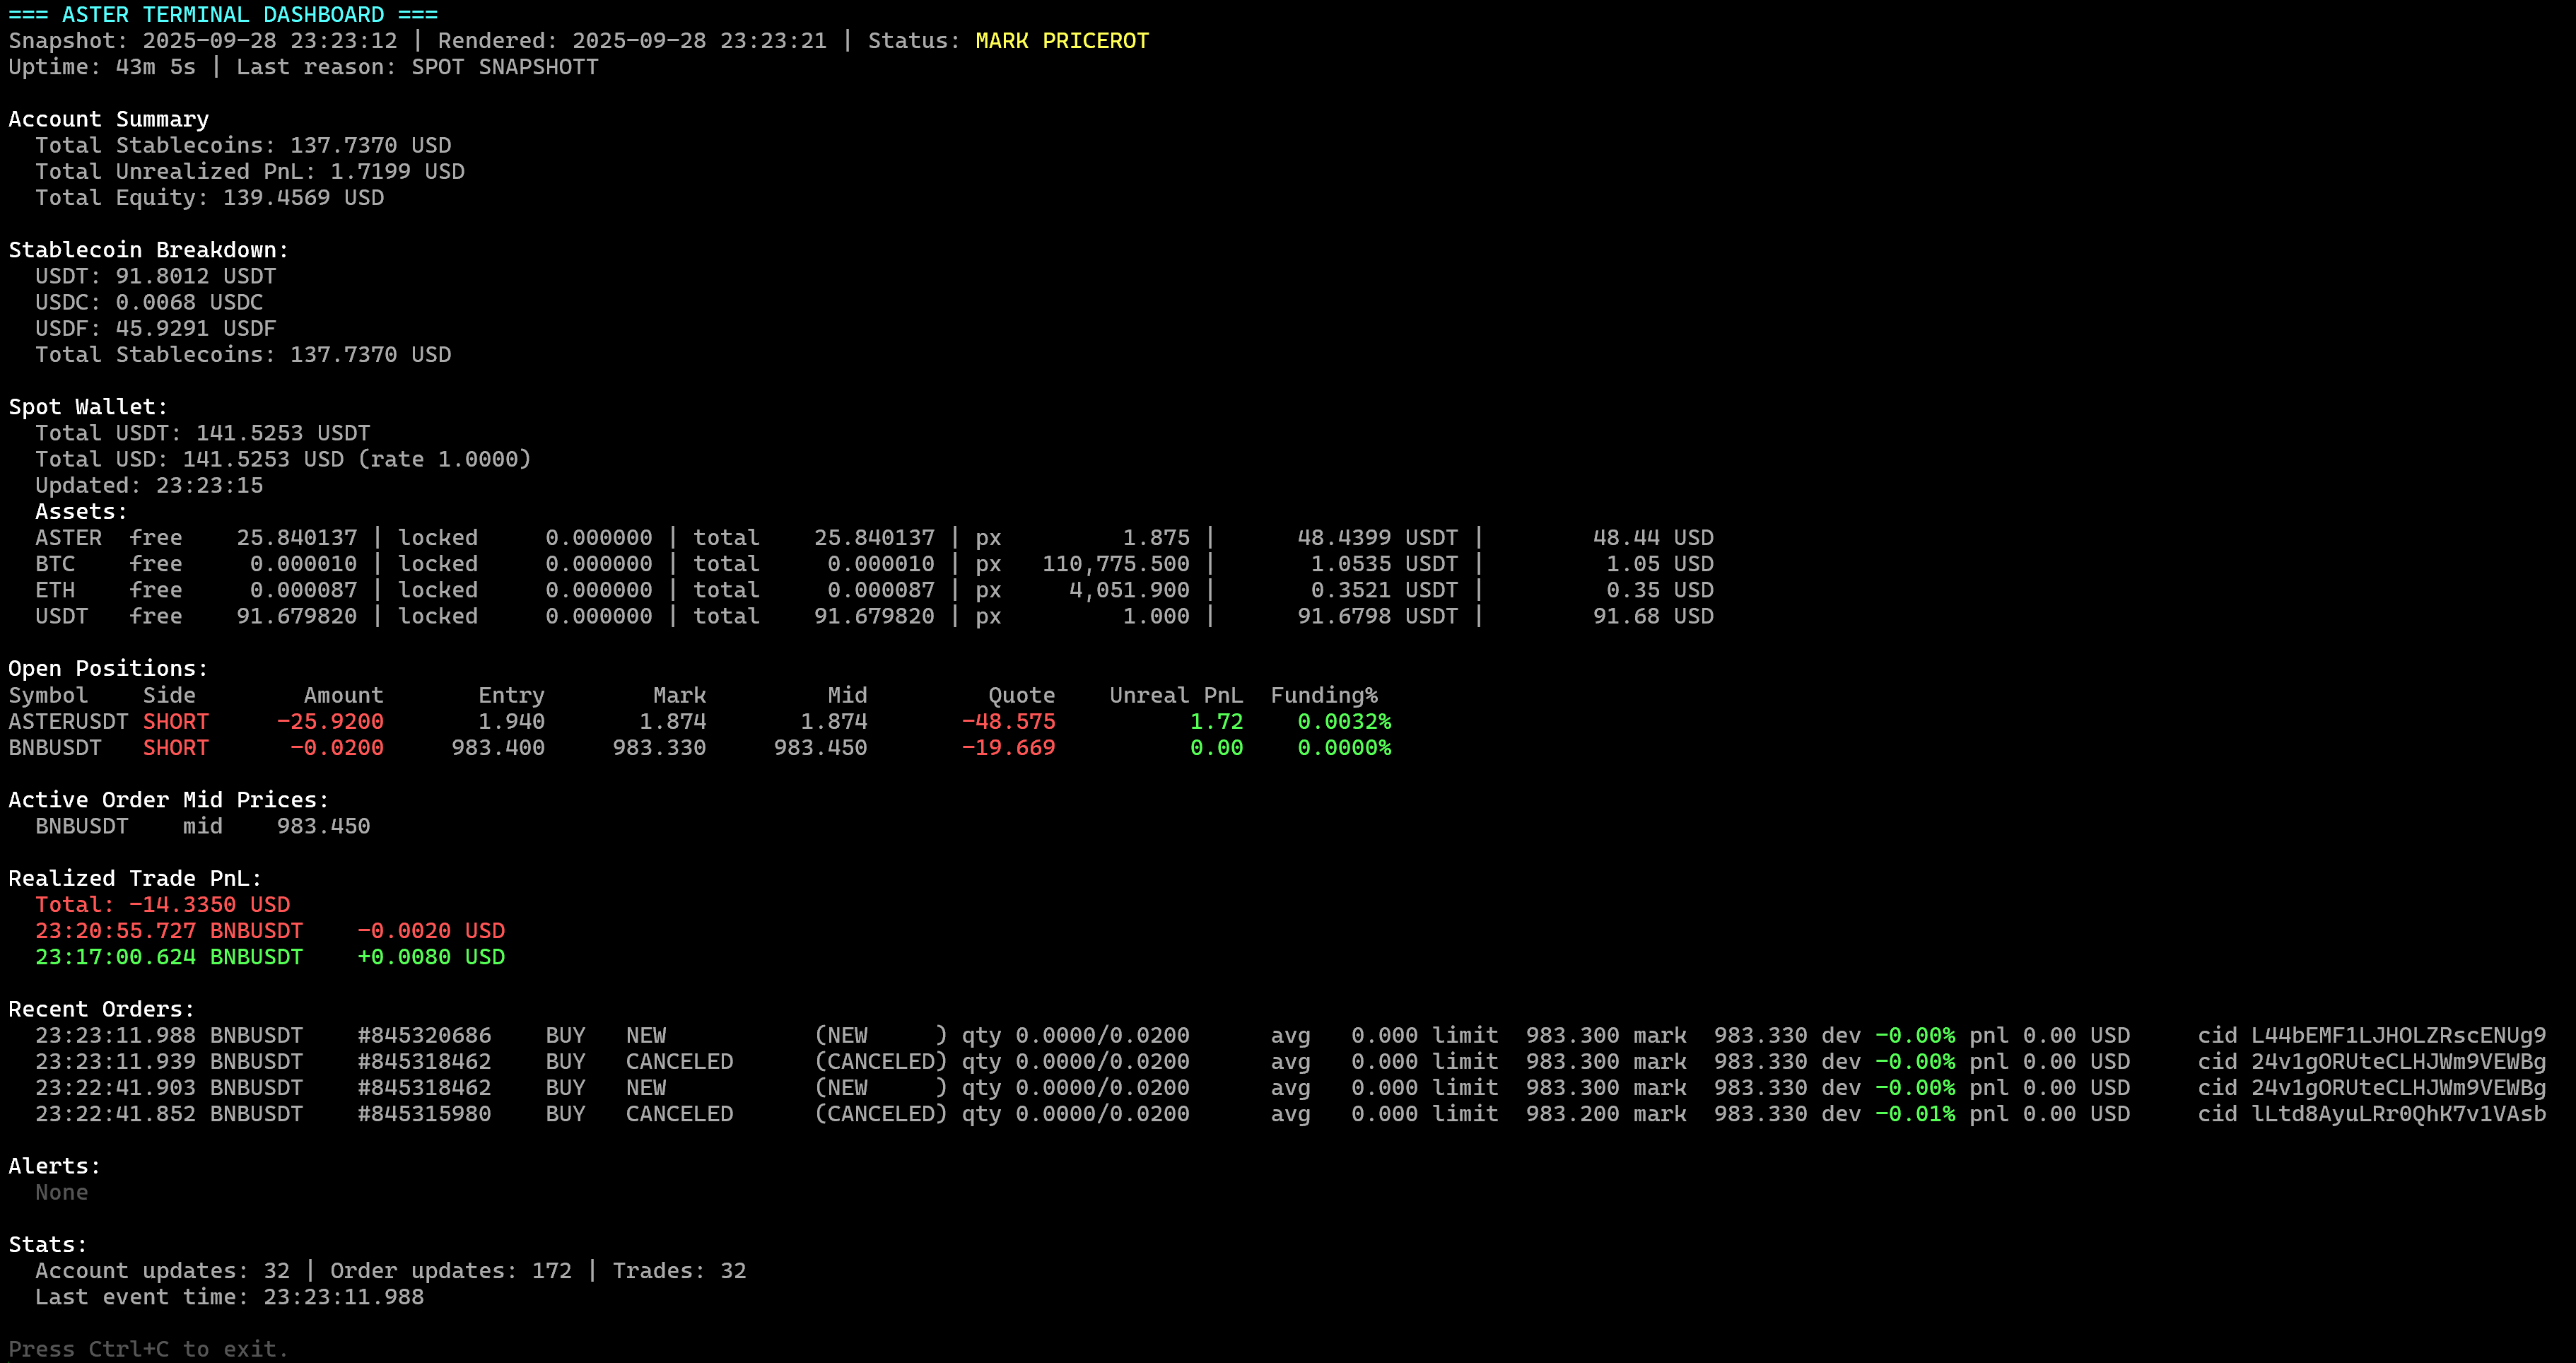 === ASTER TERMINAL DASHBOARD ===
Snapshot: 2025-09-28 23:23:12 | Rendered: 2025-09-28 23:23:21 | Status: MARK PRICEROT
Uptime: 43m 5s | Last reason: SPOT SNAPSHOTT
Account Summary
Total Stablecoins: 137.7370 USD
Total Unrealized PnL: 1.7199 USD
Total Equity: 139.4569 USD
Stablecoin Breakdown:
USDT: 91.8012 USDT
USDC: 0.0068 USDC
USDF: 45.9291 USDF
Total Stablecoins: 137.7370 USD
Spot Wallet:
Total USDT: 141.5253 USDT
Total USD: 141.5253 USD (rate 1.0000)
Updated: 23:23:15
Assets:
ASTER free 25.840137 | locked 0.000000 | total 25.840137 | px 1.875 | 48.4399 USDT | 48.44 USD
BTC free 0.000010 | locked 0.000000 | total 0.000010 | px 110,775.500 | 1.0535 USDT | 1.05 USD
ETH free 0.000087 | locked 0.000000 | total 0.000087 | px 4,051.900 | 0.3521 USDT | 0.35 USD
USDT free 91.679820 | locked 0.000000 | total 91.679820 | px 1.000 | 91.6798 USDT | 91.68 USD
Open Positions:
Symbol Side Amount Entry Mark Mid Quote Unreal PnL Funding%
ASTERUSDT SHORT -25.9200 1.940 1.874 1.874 -48.575 1.72 0.0032%
BNBUSDT SHORT -0.0200 983.400 983.330 983.450 -19.669 0.00 0.0000%
Active Order Mid Prices:
BNBUSDT mid 983.450
Realized Trade PnL:
Total: -14.3350 USD
23:20:55.727 BNBUSDT -0.0020 USD
23:17:00.624 BNBUSDT +0.0080 USD
Recent Orders:
23:23:11.988 BNBUSDT #845320686 BUY NEW (NEW ) qty 0.0000/0.0200 avg 0.000 limit 983.300 mark 983.330 dev -0.00% pnl 0.00 USD cid L44bEMF1LJHOLZRscENUg9
23:23:11.939 BNBUSDT #845318462 BUY CANCELED (CANCELED) qty 0.0000/0.0200 avg 0.000 limit 983.300 mark 983.330 dev -0.00% pnl 0.00 USD cid 24v1gORUteCLHJWm9VEWBg
23:22:41.903 BNBUSDT #845318462 BUY NEW (NEW ) qty 0.0000/0.0200 avg 0.000 limit 983.300 mark 983.330 dev -0.00% pnl 0.00 USD cid 24v1gORUteCLHJWm9VEWBg
23:22:41.852 BNBUSDT #845315980 BUY CANCELED (CANCELED) qty 0.0000/0.0200 avg 0.000 limit 983.200 mark 983.330 dev -0.01% pnl 0.00 USD cid lLtd8AyuLRr0QhK7v1VAsb
Alerts:
None
Stats:
Account updates: 32 | Order updates: 172 | Trades: 32
Last event time: 23:23:11.988
Press Ctrl+C to exit.